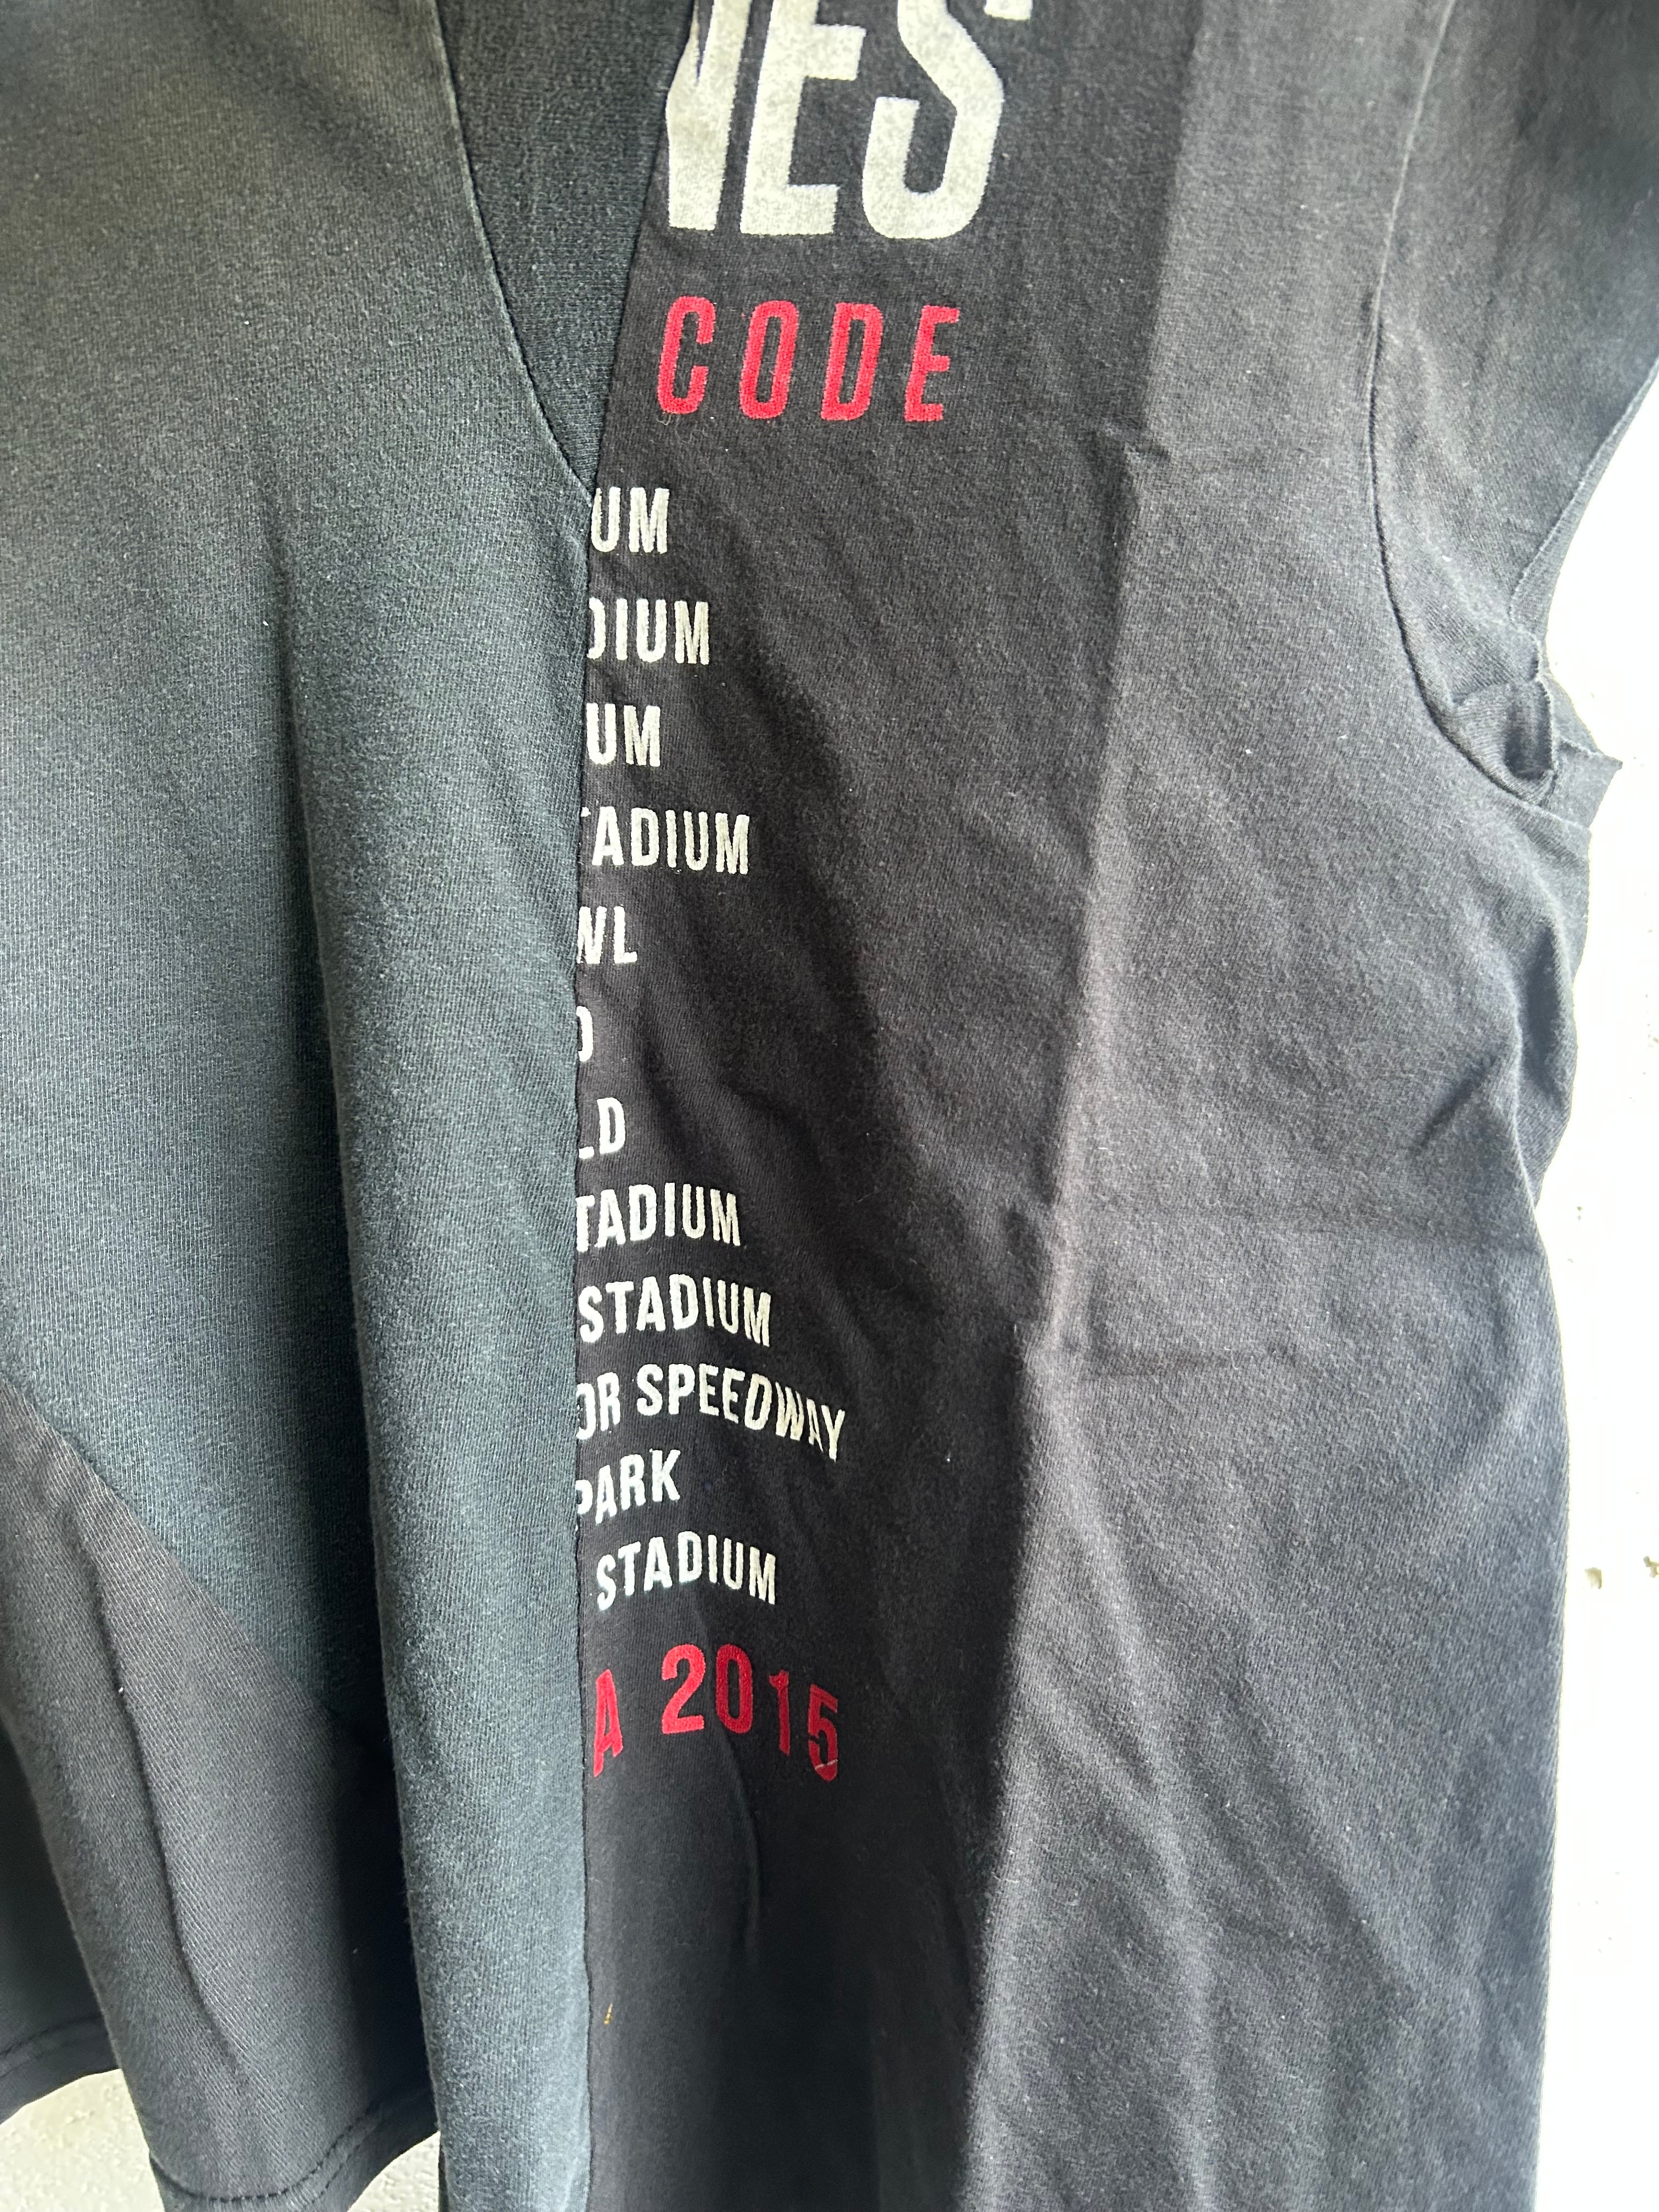 NES
CODE
UM
DIUM
UM
TADIUM
WL
D
LD
TADIUM
STADIUM
OR SPEEDWAY
PARK
STADIUM
A 2015